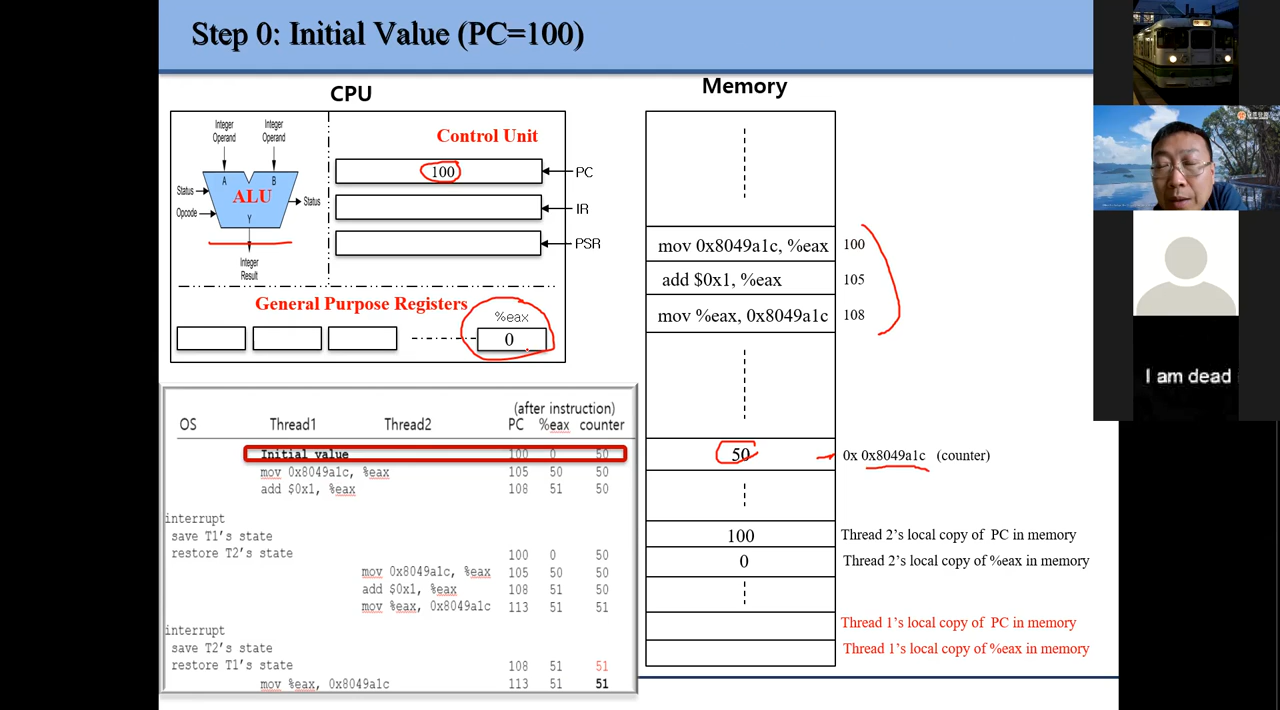 Step 0: Initial Value (PC=100)
CPU
Memory
Integer
Operand
Integer
Operand
Control Unit
A
B
ALU
Status
Opcode
Status
Y
Integer
Result
100
PC
IR
PSR
General Purpose Registers
%eax
0
mov 0x8049a1c, %eax
100
add $0x1, %eax
105
mov %eax, 0x8049a1c
108
50
0x 0x8049a1c (counter)
100
Thread 2's local copy of PC in memory
0
Thread 2's local copy of %eax in memory
Thread 1's local copy of PC in memory
Thread 1's local copy of %eax in memory
(after instruction)
OS Thread1 Thread2 PC %eax counter
Initial value 100 0 50
mov 0x8049a1c, %eax 105 50 50
add $0x1, %eax 108 51 50
interrupt
save T1's state
restore T2's state 100 0 50
mov 0x8049a1c, %eax 105 50 50
add $0x1, %eax 108 51 50
mov %eax, 0x8049a1c 113 51 51
interrupt
save T2's state
restore T1's state 108 51 51
mov %eax, 0x8049a1c 113 51 51
I am dead